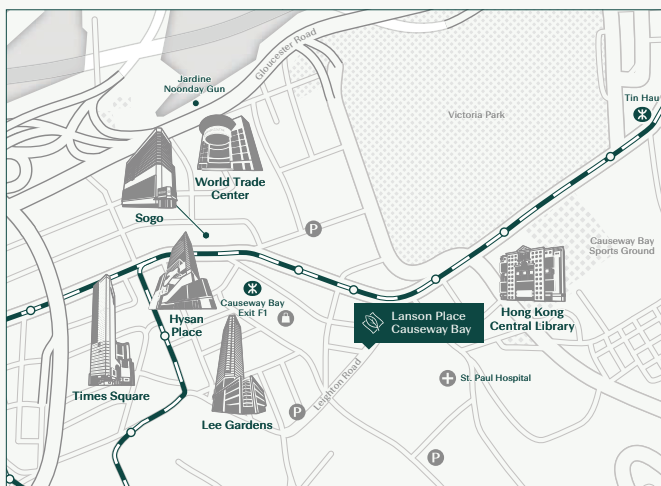 Gloucester Road
Jardine
Noonday Gun
Tin Hau
Victoria Park
World Trade
Center
Sogo
P
Causeway Bay
Sports Ground
Causeway Bay
Exit F1
Hysan
Place
Lanson Place
Causeway Bay
Hong Kong
Central Library
Times Square
Leighton Road
St. Paul Hospital
P
Lee Gardens
P